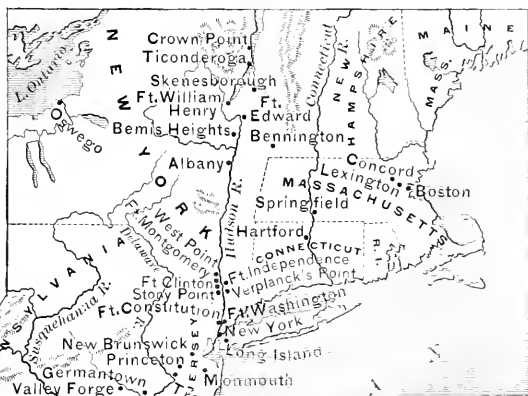 L. Ontario
Oswego
NEW YORK
Crown Point
Ticonderoga
Skenesborough
Ft. William
Henry
Ft.
Edward
Bemis Heights
Bennington
Albany
Hudson R.
Connecticut
R.
NEW HAMPSHIRE
MAINE
MASS.
Concord
Lexington
Boston
MASSACHUSETTS
Springfield
Hartford
CONNECTICUT
R.I.
West Point
Ft. Montgomery
Delaware
Ft. Independence
Verplanck's Point
Ft Clinton
Stony Point
Ft. Constitution
Ft. Washington
New York
Long Island
NSYLVANIA
Susquehanna R.
JERSEY
New Brunswick
Princeton
Monmouth
Germantown
Valley Forge